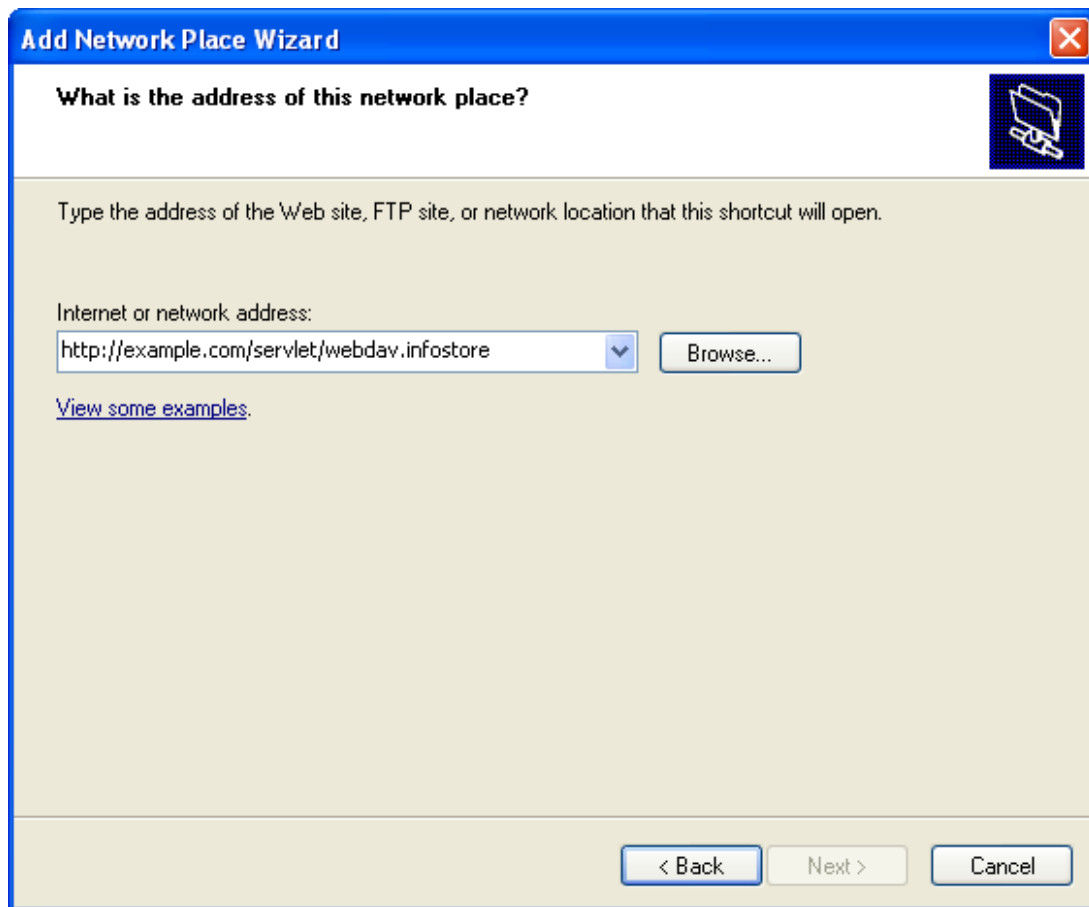 Add Network Place Wizard
What is the address of this network place?
Type the address of the Web site, FTP site, or network location that this shortcut will open.
Internet or network address:
http://example.com/servlet/webdav.infostore
Browse...
View some examples.
< Back
Next >
Cancel